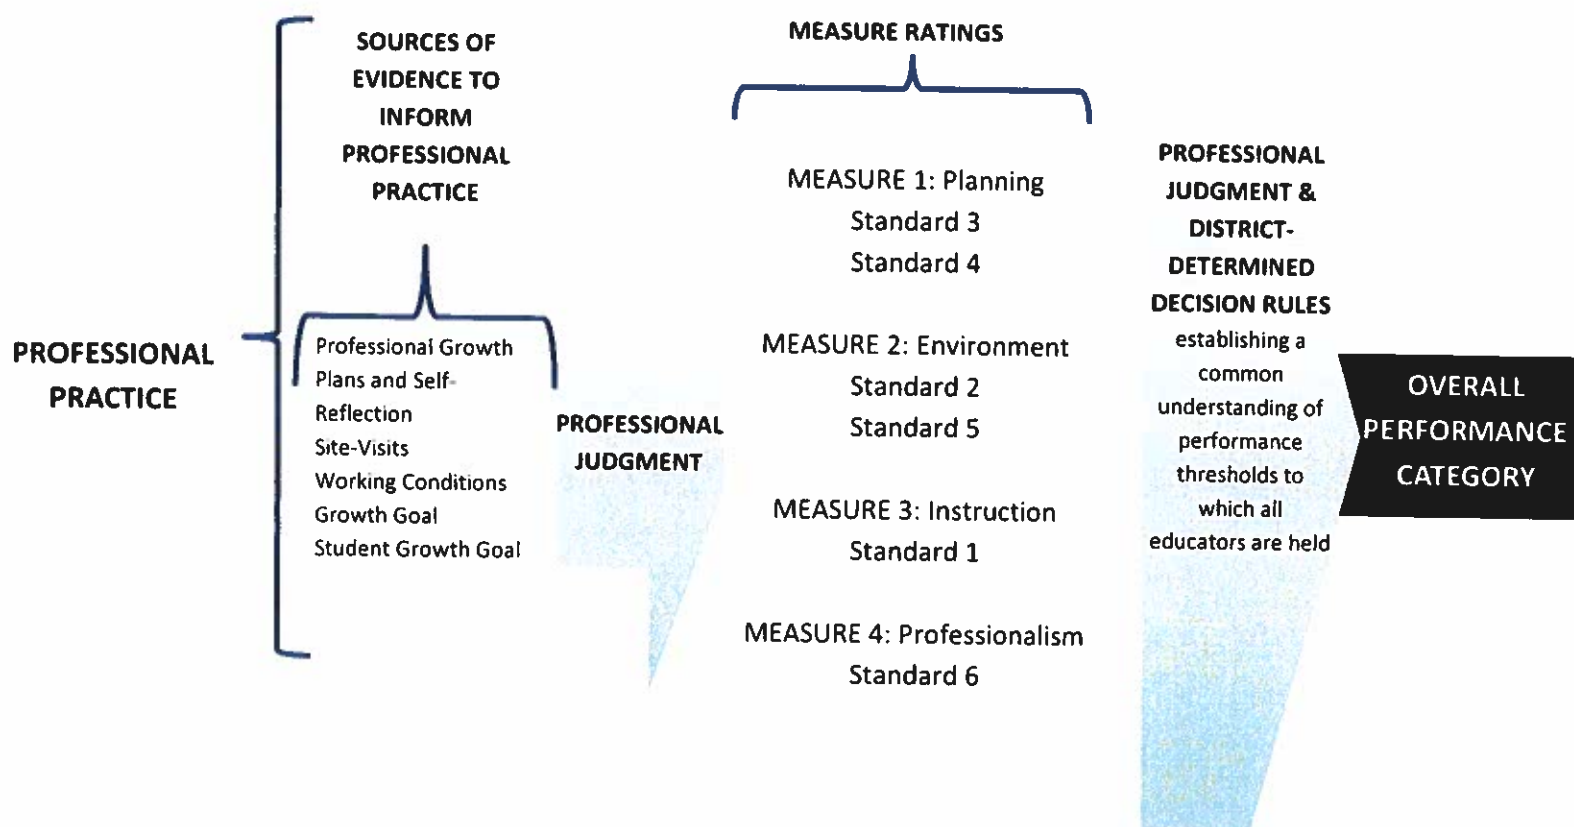 PROFESSIONAL
PRACTICE
SOURCES OF
EVIDENCE TO
INFORM
PROFESSIONAL
PRACTICE
Professional Growth
Plans and Self-
Reflection
Site-Visits
Working Conditions
Growth Goal
Student Growth Goal
PROFESSIONAL
JUDGMENT
MEASURE RATINGS
MEASURE 1: Planning
Standard 3
Standard 4
MEASURE 2: Environment
Standard 2
Standard 5
MEASURE 3: Instruction
Standard 1
MEASURE 4: Professionalism
Standard 6
PROFESSIONAL
JUDGMENT &
DISTRICT-
DETERMINED
DECISION RULES
establishing a
common
understanding of
performance
thresholds to
which all
educators are held
OVERALL
PERFORMANCE
CATEGORY